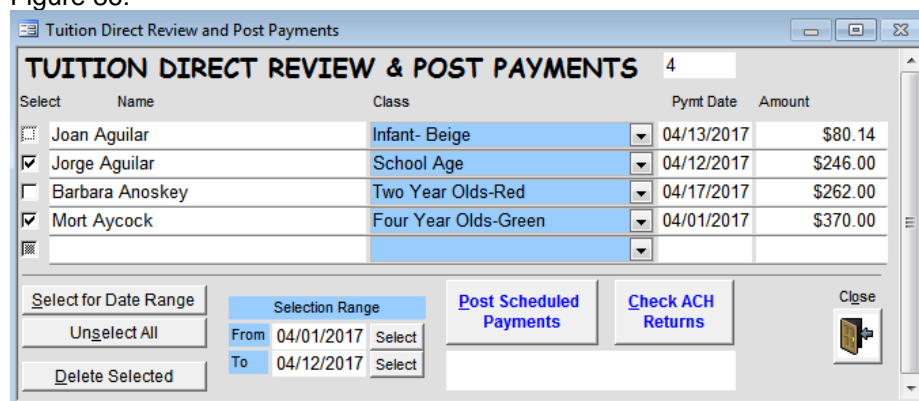 Figure 88.
Tuition Direct Review and Post Payments
TUITION DIRECT REVIEW & POST PAYMENTS 4
Select Name Class Pymt Date Amount
Joan Aguilar Infant- Beige 04/13/2017 $80.14
Jorge Aguilar School Age 04/12/2017 $246.00
Barbara Anoskey Two Year Olds-Red 04/17/2017 $262.00
Mort Aycock Four Year Olds-Green 04/01/2017 $370.00
Select for Date Range
Unselect All
Delete Selected
Selection Range
From 04/01/2017 Select
To 04/12/2017 Select
Post Scheduled
Payments
Check ACH
Returns
Close